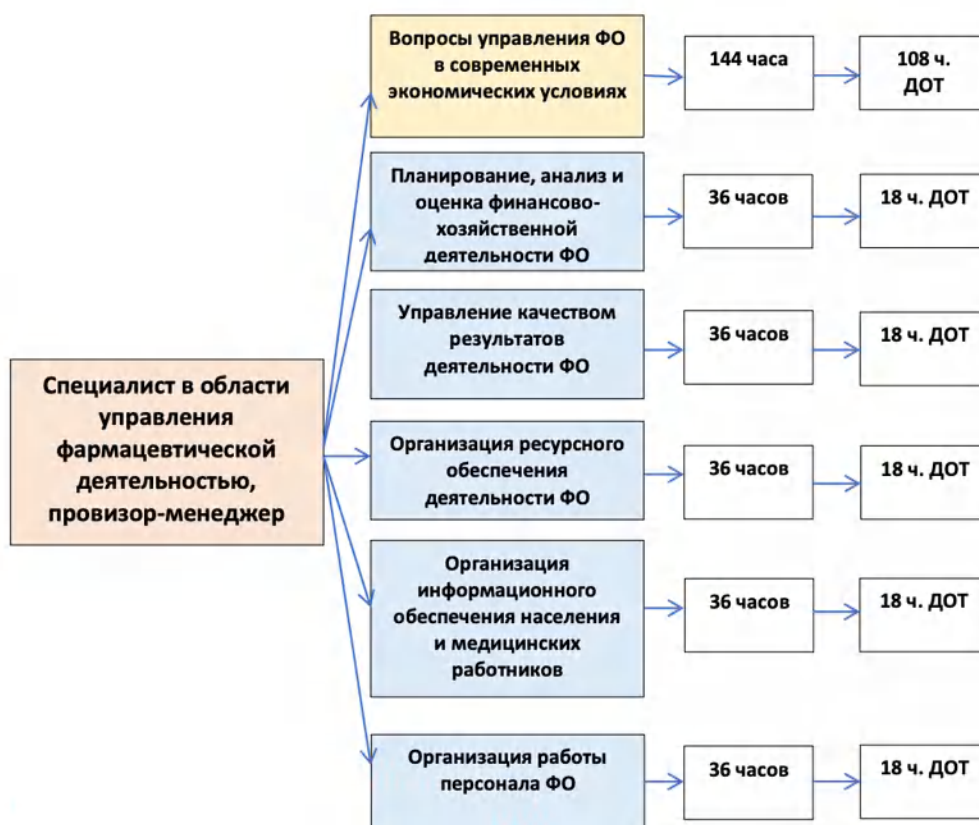 Вопросы управления ФО
в современных
экономических условиях
144 часа
108 ч.
ДОТ
Планирование, анализ и
оценка финансово-
хозяйственной
деятельности ФО
36 часов
18 ч. ДОТ
Управление качеством
результатов
деятельности ФО
36 часов
18 ч. ДОТ
Специалист в области
управления
фармацевтической
деятельностью,
провизор-менеджер
Организация ресурсного
обеспечения
деятельности ФО
36 часов
18 ч. ДОТ
Организация
информационного
обеспечения населения
и медицинских
работников
36 часов
18 ч. ДОТ
Организация работы
персонала ФО
36 часов
18 ч. ДОТ